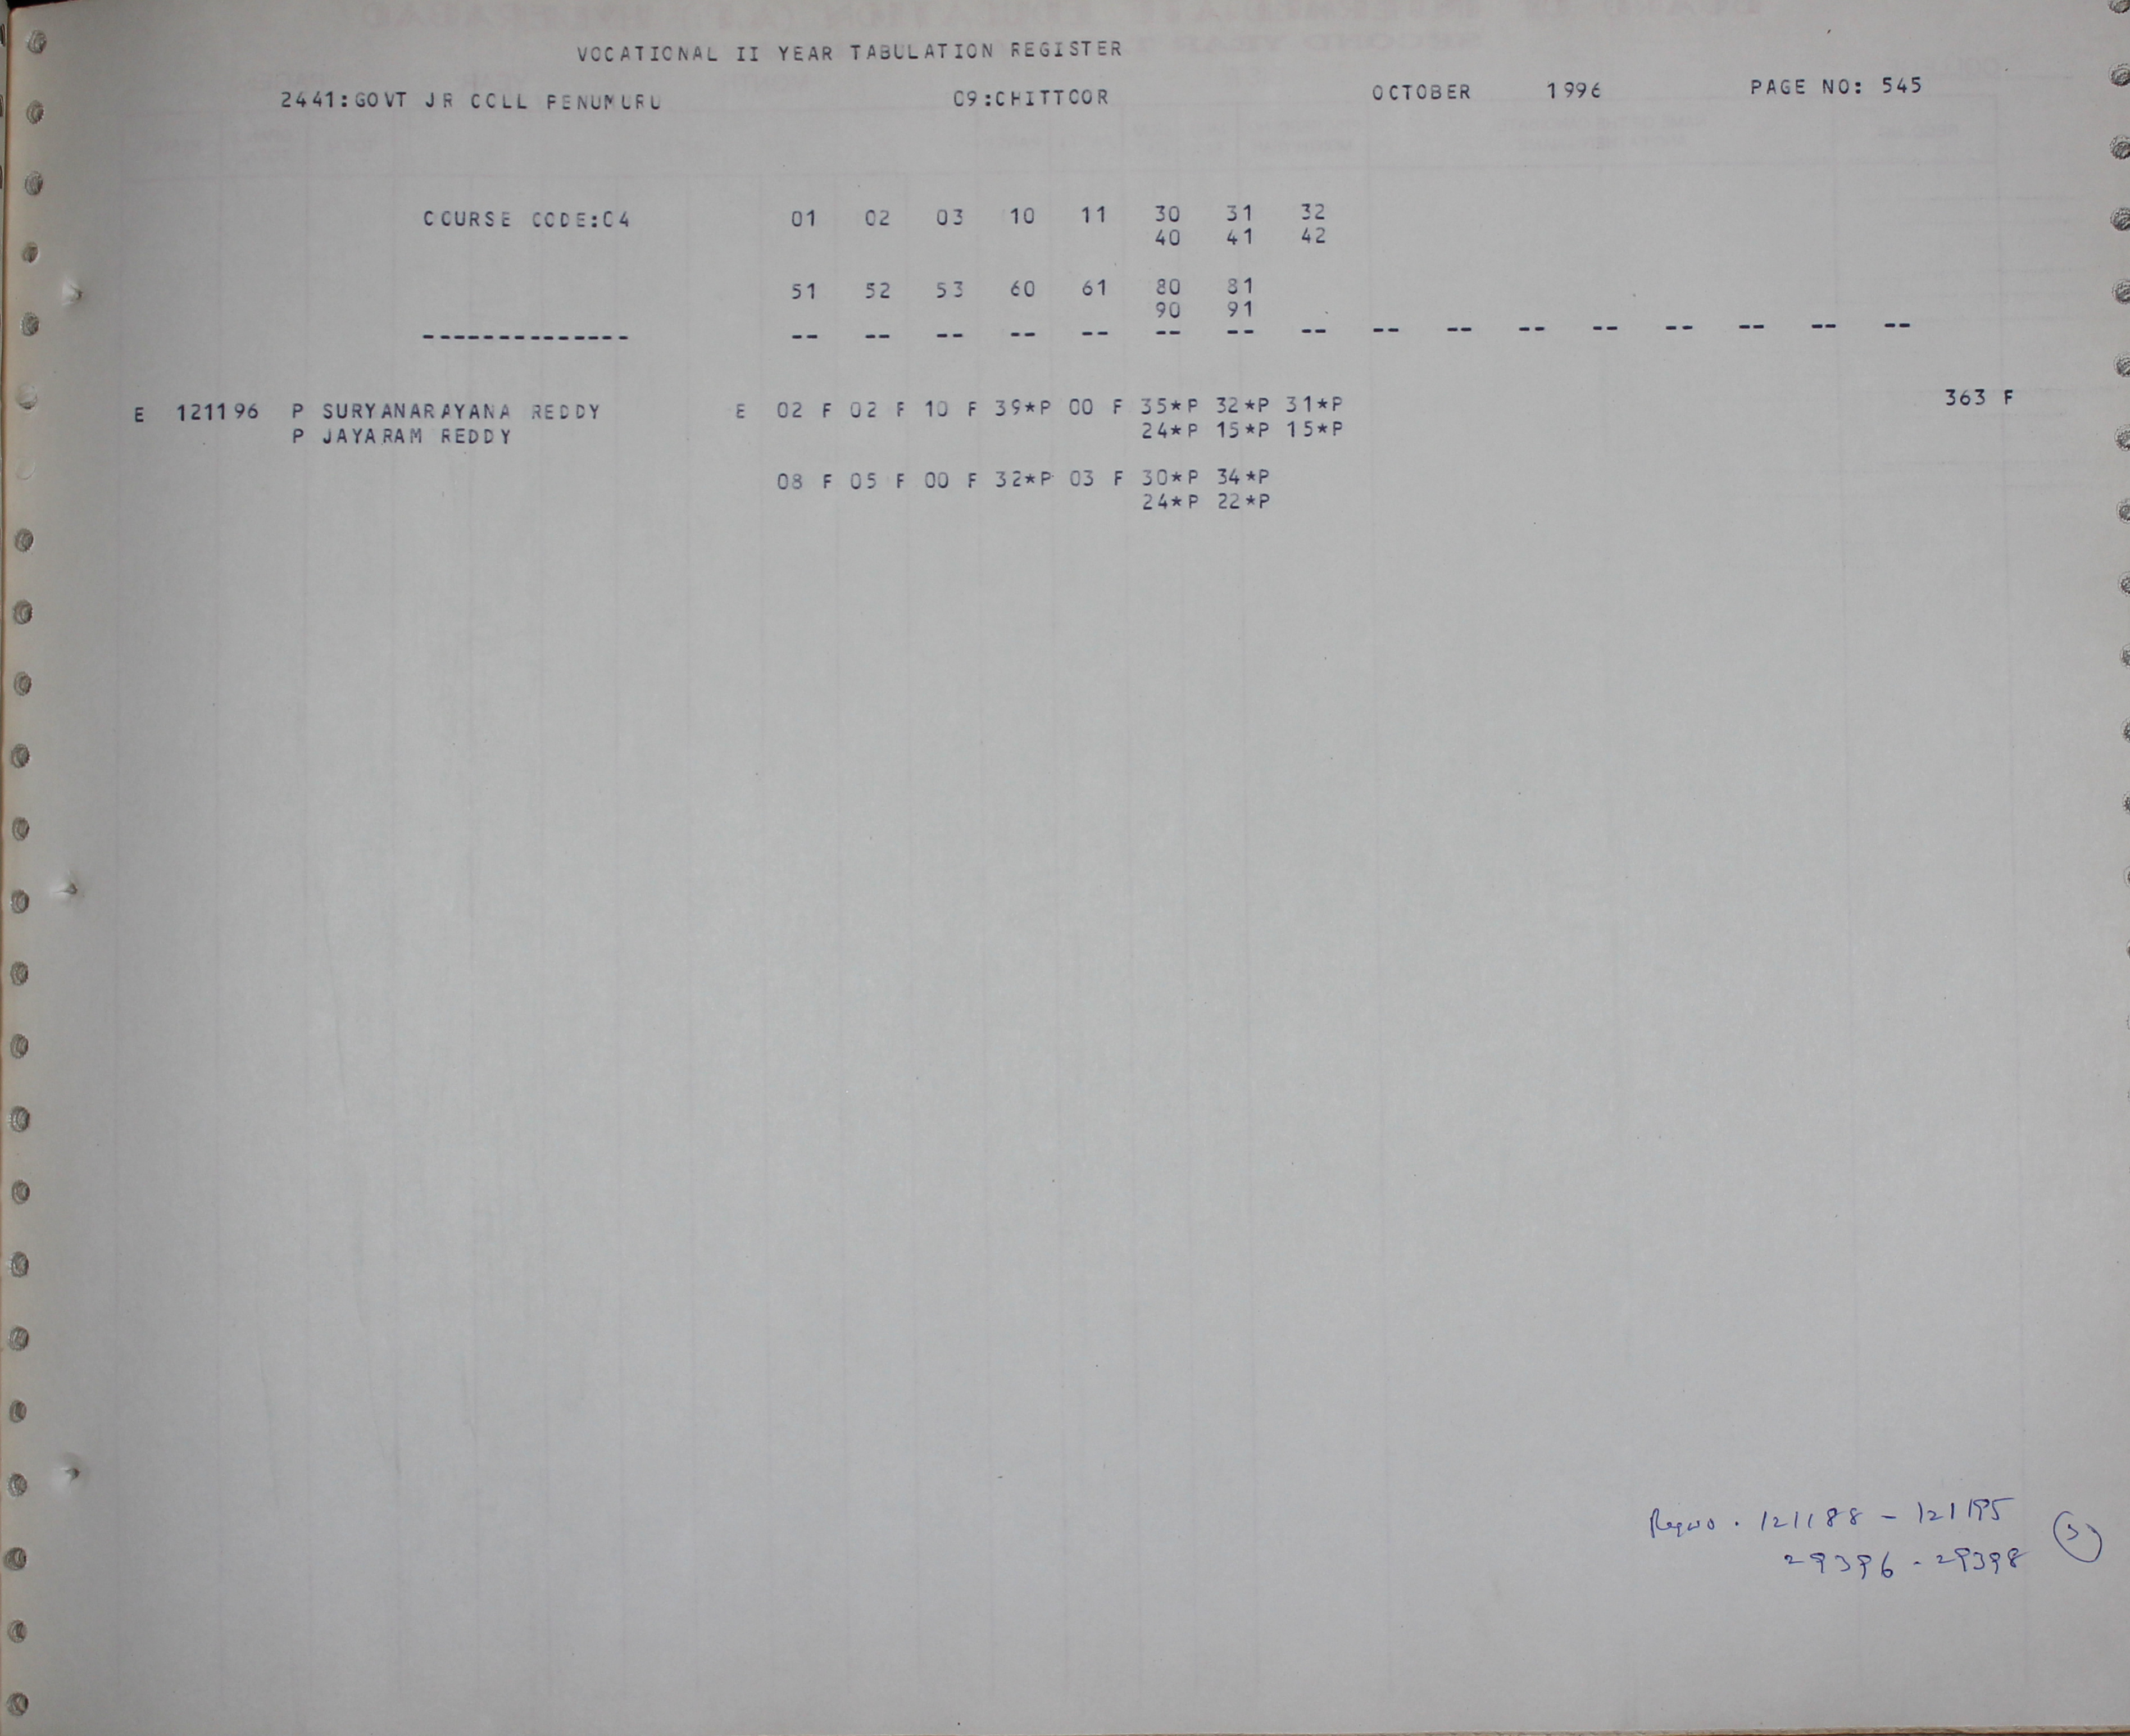 VOCATIONAL II YEAR TABULATION REGISTER
2441:GOVT JR COLL PENUMURU 09:CHITTOOR OCTOBER 1996 PAGE NO: 545
COURSE CODE:04 01 02 03 10 11 30 31 32
40 41 42
51 52 53 60 61 80 81
90 91
-------------- -- -- -- -- -- -- -- -- -- -- -- -- -- -- -- --
E 121196 P SURYANARAYANA REDDY E 02 F 02 F 10 F 39*P 00 F 35*P 32*P 31*P 363 F
P JAYARAM REDDY 24*P 15*P 15*P
08 F 05 F 00 F 32*P 03 F 30*P 34*P
24*P 22*P
121188 - 121195
29396 - 29398